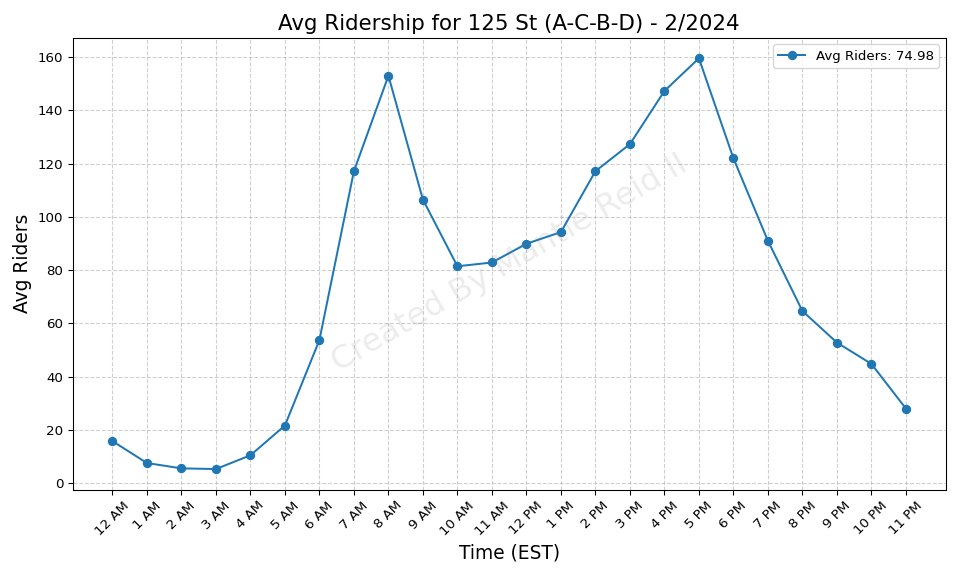 Avg Ridership for 125 St (A-C-B-D) - 2/2024
Avg Riders: 74.98
160
140
120
100
80
60
40
20
0
Avg Riders
Created By Mantie Reid II
12 AM
1 AM
2 AM
3 AM
4 AM
5 AM
6 AM
7 AM
8 AM
9 AM
10 AM
11 AM
12 PM
1 PM
2 PM
3 PM
4 PM
5 PM
6 PM
7 PM
8 PM
9 PM
10 PM
11 PM
Time (EST)